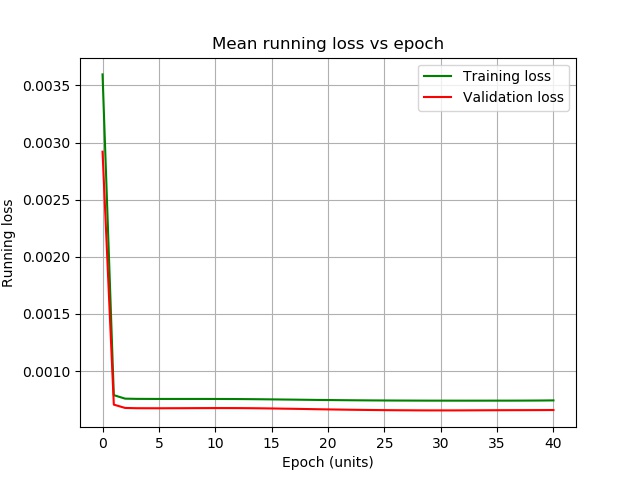 Mean running loss vs epoch
Training loss
Validation loss
Running loss
0.0035
0.0030
0.0025
0.0020
0.0015
0.0010
0 5 10 15 20 25 30 35 40
Epoch (units)